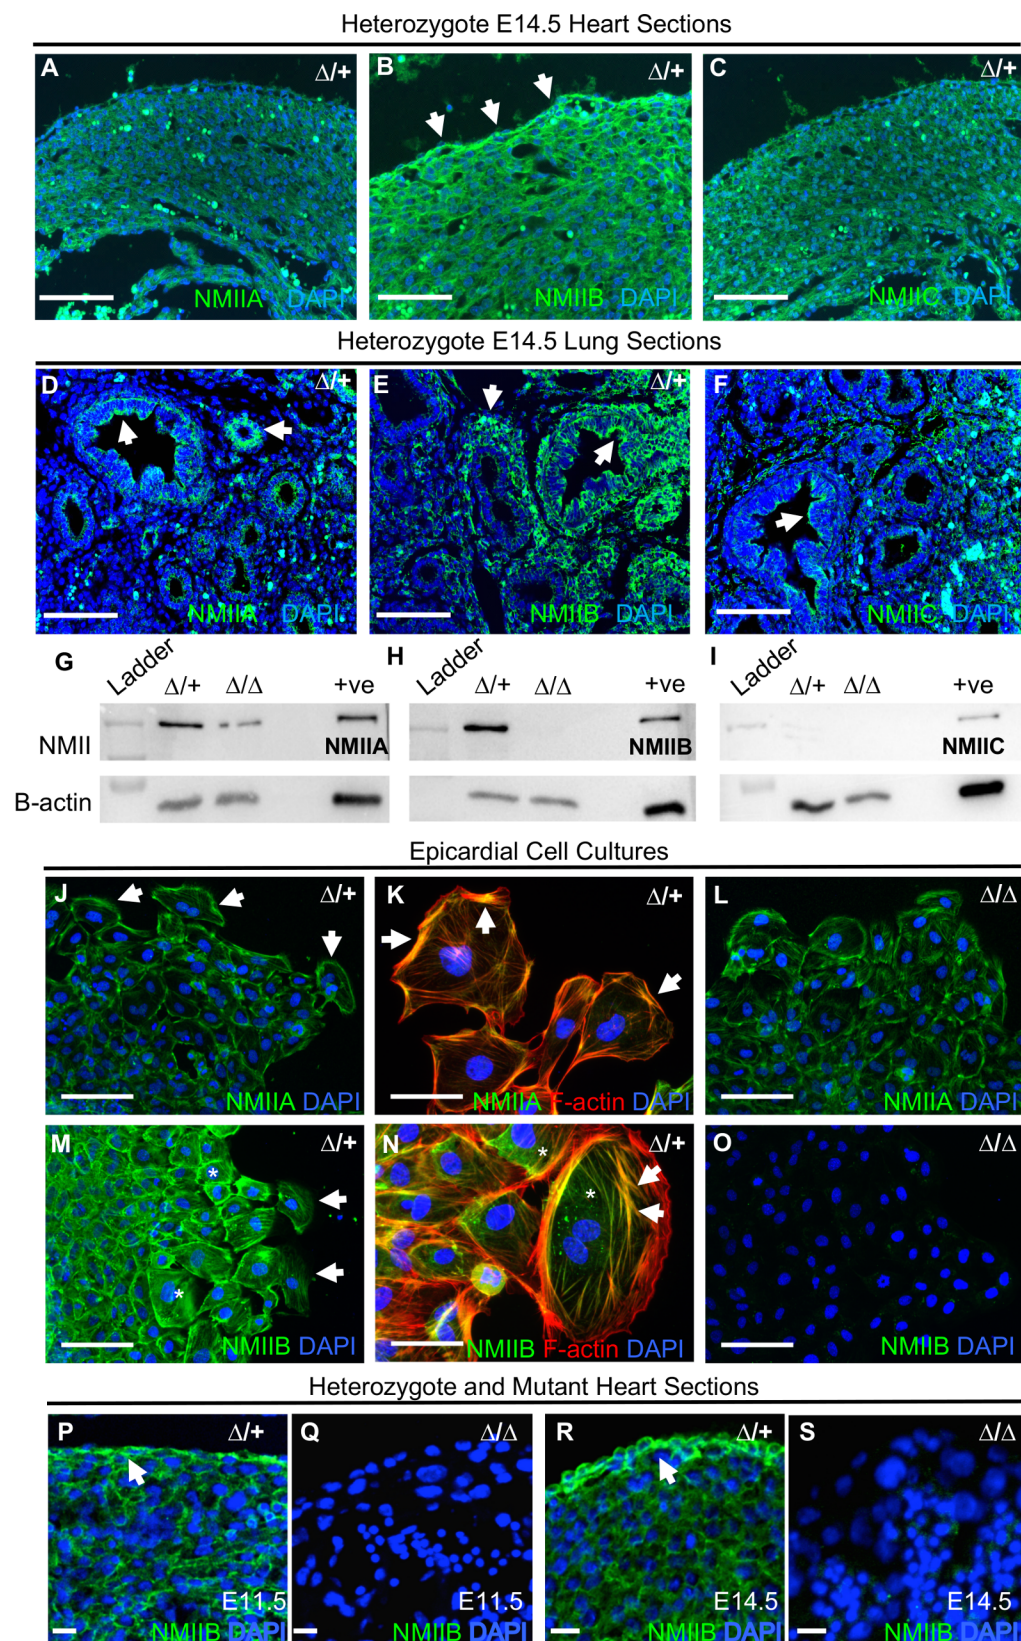 Heterozygote E14.5 Heart Sections
A Δ/+ B Δ/+ C Δ/+
NMIIA DAPI NMIIB DAPI NMIIC DAPI
Heterozygote E14.5 Lung Sections
D Δ/+ E Δ/+ F
NMIIA DAPI NMIIB DAPI NMIIC DAPI
G Ladder Δ/+ Δ/Δ +ve H Ladder Δ/+ Δ/Δ +ve I Ladder Δ/+ Δ/Δ +ve
NMII NMIIA NMIIB NMIIC
B-actin
Epicardial Cell Cultures
J Δ/+ K Δ/+ L Δ/Δ
NMIIA DAPI NMIIA F-actin DAPI NMIIA DAPI
M Δ/+ N Δ/+ O Δ/Δ
* * * *
NMIIB DAPI NMIIB F-actin DAPI NMIIB DAPI
Heterozygote and Mutant Heart Sections
P Δ/+ Q Δ/Δ R Δ/+ S Δ/Δ
E11.5 E11.5 E14.5 E14.5
NMIIB DAPI NMIIB DAPI NMIIB DAPI NMIIB DAPI